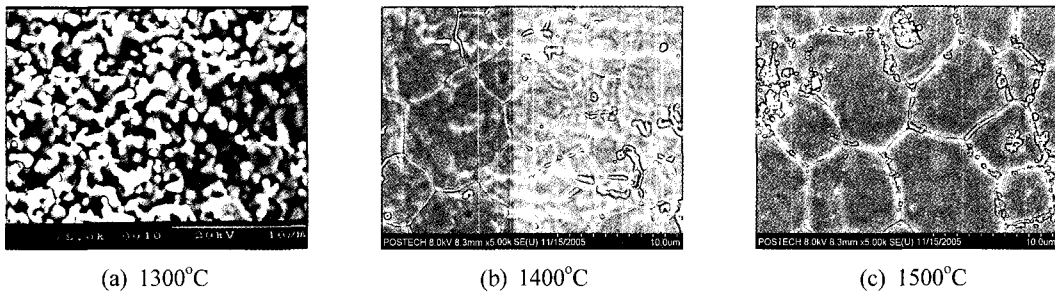 20KV
POSTECH 8.0kV 8.3mm x5.00k SE(U) 11/15/2005 10.0um
POSTECH 8.0kV 8.3mm x5.00k SE(U) 11/15/2005 10.0um
(a) 1300°C
(b) 1400°C
(c) 1500°C